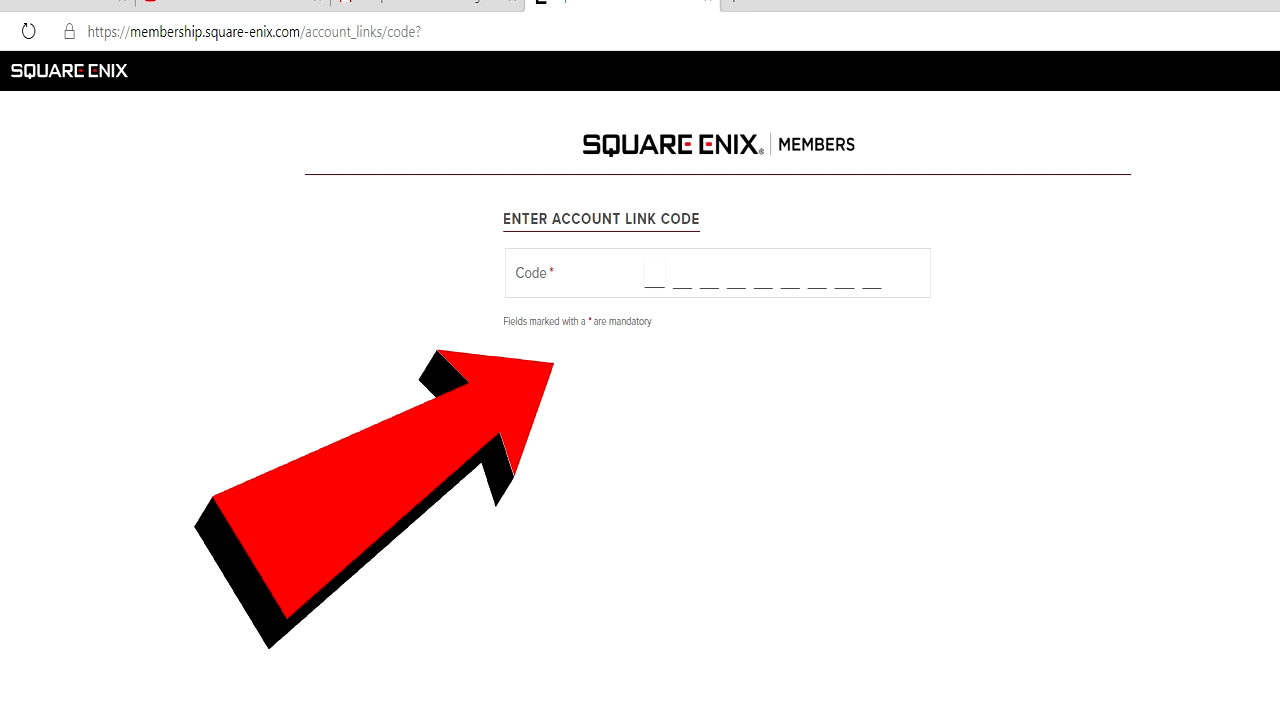 https://membership.square-enix.com/account_links/code?
SQUARE ENIX
SQUARE ENIX® | MEMBERS
ENTER ACCOUNT LINK CODE
Code *
Fields marked with a * are mandatory